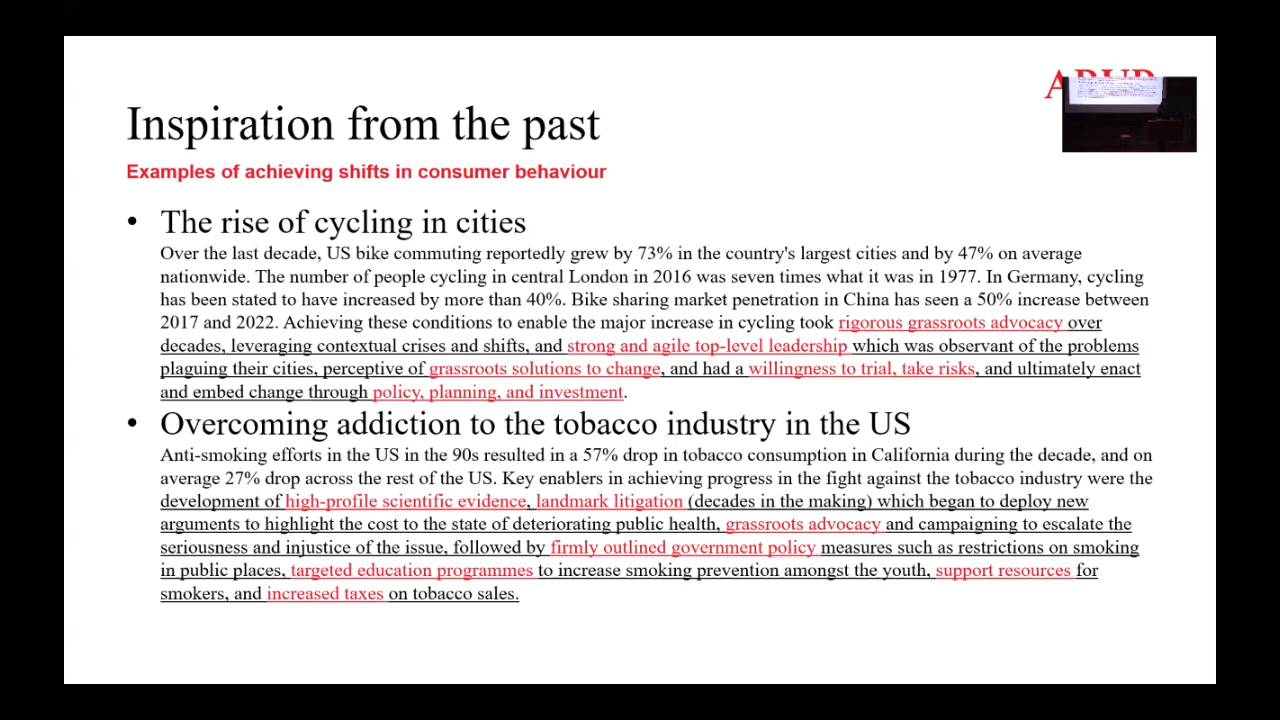 Inspiration from the past
Examples of achieving shifts in consumer behaviour
• The rise of cycling in cities
Over the last decade, US bike commuting reportedly grew by 73% in the country's largest cities and by 47% on average
nationwide. The number of people cycling in central London in 2016 was seven times what it was in 1977. In Germany, cycling
has been stated to have increased by more than 40%. Bike sharing market penetration in China has seen a 50% increase between
2017 and 2022. Achieving these conditions to enable the major increase in cycling took rigorous grassroots advocacy over
decades, leveraging contextual crises and shifts, and strong and agile top-level leadership which was observant of the problems
plaguing their cities, perceptive of grassroots solutions to change, and had a willingness to trial, take risks, and ultimately enact
and embed change through policy, planning, and investment.
• Overcoming addiction to the tobacco industry in the US
Anti-smoking efforts in the US in the 90s resulted in a 57% drop in tobacco consumption in California during the decade, and on
average 27% drop across the rest of the US. Key enablers in achieving progress in the fight against the tobacco industry were the
development of high-profile scientific evidence, landmark litigation (decades in the making) which began to deploy new
arguments to highlight the cost to the state of deteriorating public health, grassroots advocacy and campaigning to escalate the
seriousness and injustice of the issue, followed by firmly outlined government policy measures such as restrictions on smoking
in public places, targeted education programmes to increase smoking prevention amongst the youth, support resources for
smokers, and increased taxes on tobacco sales.